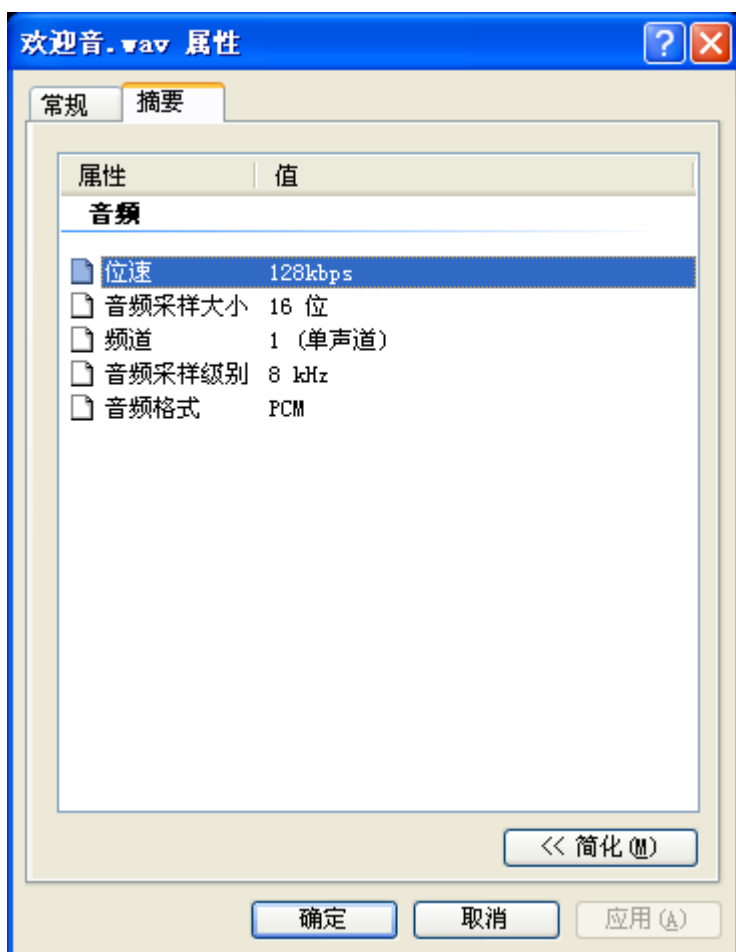 欢迎音.wav 属性
常规 摘要
属性 值
音频
位速 128kbps
音频采样大小 16 位
频道 1 (单声道)
音频采样级别 8 kHz
音频格式 PCM
<< 简化(M)
确定 取消 应用(A)